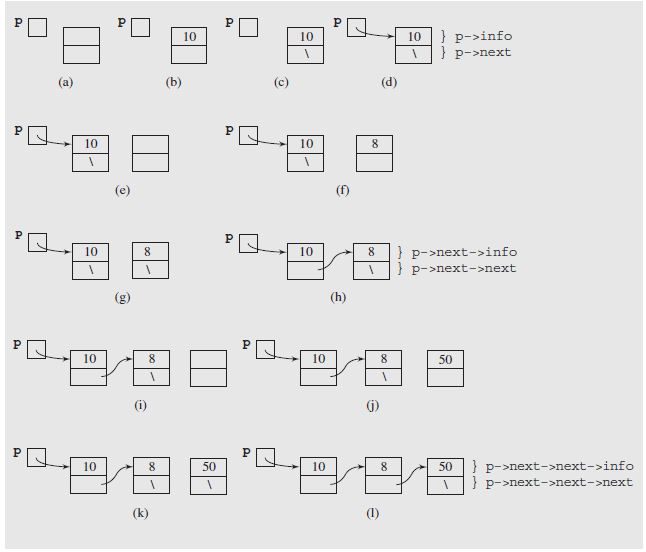 p p p p
10 10 10 } p->info
\ \ } p->next
(a) (b) (c) (d)
p p
10 10 8
\ \
(e) (f)
p p
10 8 10 8 } p->next->info
\ \ \ } p->next->next
(g) (h)
p p
10 8 10 8 50
\ \
(i) (j)
p p
10 8 50 10 8 50 } p->next->next->info
\ \ \ } p->next->next->next
(k) (l)